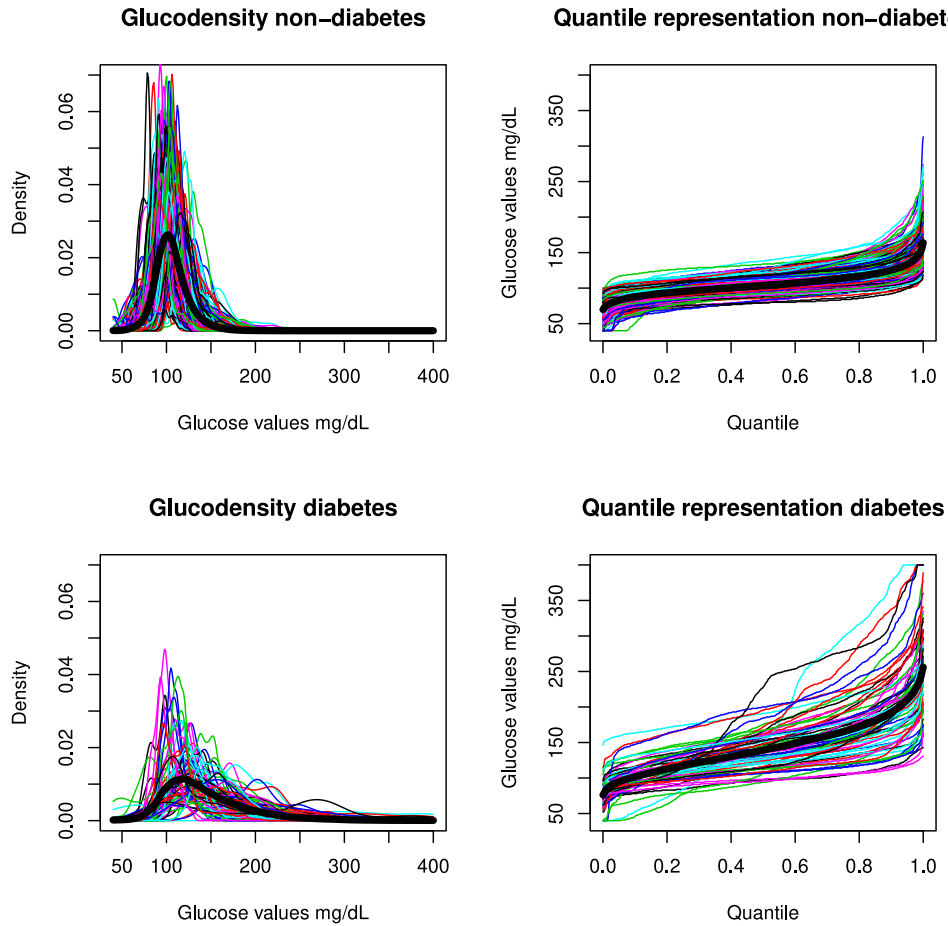 Glucodensity non−diabetes
Quantile representation non−diabet
Density
0.00 0.02 0.04 0.06
50 100 200 300 400
Glucose values mg/dL
Glucose values mg/dL
50 150 250 350
0.0 0.2 0.4 0.6 0.8 1.0
Quantile
Glucodensity diabetes
Quantile representation diabetes
Density
0.00 0.02 0.04 0.06
50 100 200 300 400
Glucose values mg/dL
Glucose values mg/dL
50 150 250 350
0.0 0.2 0.4 0.6 0.8 1.0
Quantile